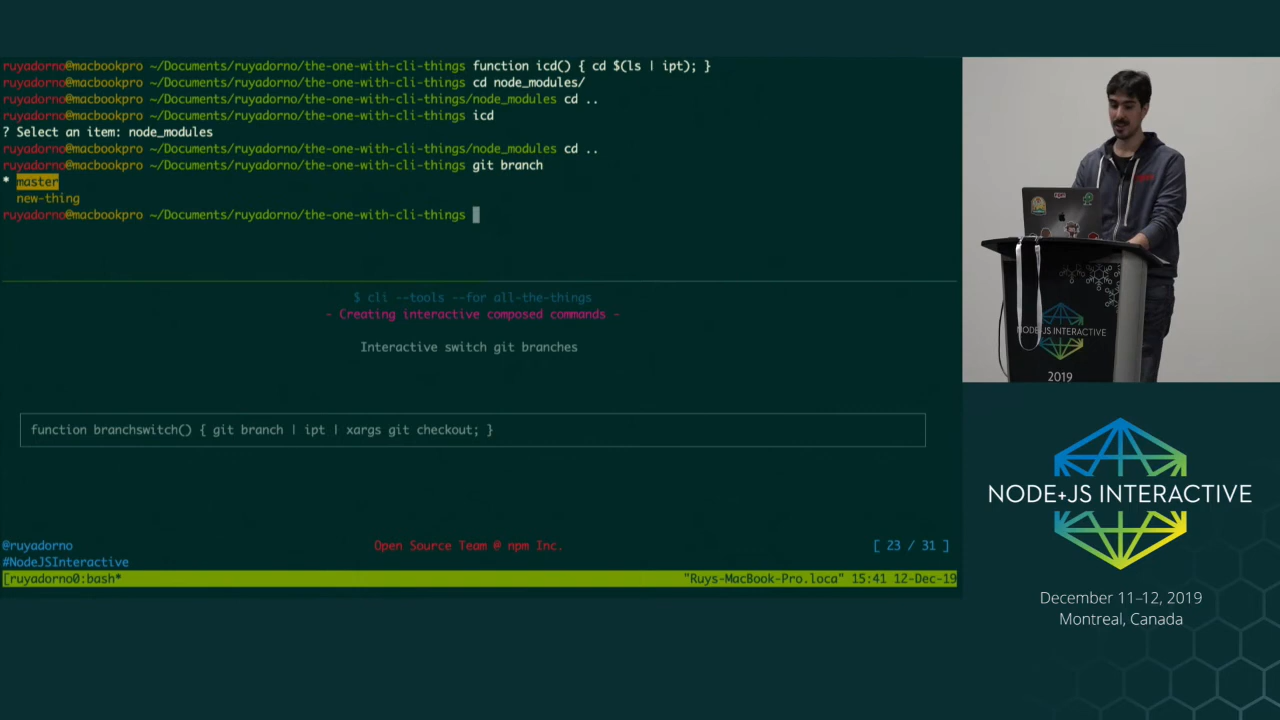 ruyadorno@macbookpro ~/Documents/ruyadorno/the-one-with-cli-things function icd() { cd $(ls | ipt); }
ruyadorno@macbookpro ~/Documents/ruyadorno/the-one-with-cli-things cd node_modules/
ruyadorno@macbookpro ~/Documents/ruyadorno/the-one-with-cli-things/node_modules cd ..
ruyadorno@macbookpro ~/Documents/ruyadorno/the-one-with-cli-things icd
? Select an item: node_modules
ruyadorno@macbookpro ~/Documents/ruyadorno/the-one-with-cli-things/node_modules cd ..
ruyadorno@macbookpro ~/Documents/ruyadorno/the-one-with-cli-things git branch
* master
new-thing
ruyadorno@macbookpro ~/Documents/ruyadorno/the-one-with-cli-things
$ cli --tools --for all-the-things
- Creating interactive composed commands -
Interactive switch git branches
function branchswitch() { git branch | ipt | xargs git checkout; }
@ruyadorno
Open Source Team @ npm Inc.
[ 23 / 31 ]
#NodeJSInteractive
[ruyadorno0:bash*
"Ruys-MacBook-Pro.loca" 15:41 12-Dec-19
NODE+JS INTERACTIVE
2019
NODE+JS INTERACTIVE
December 11–12, 2019
Montreal, Canada